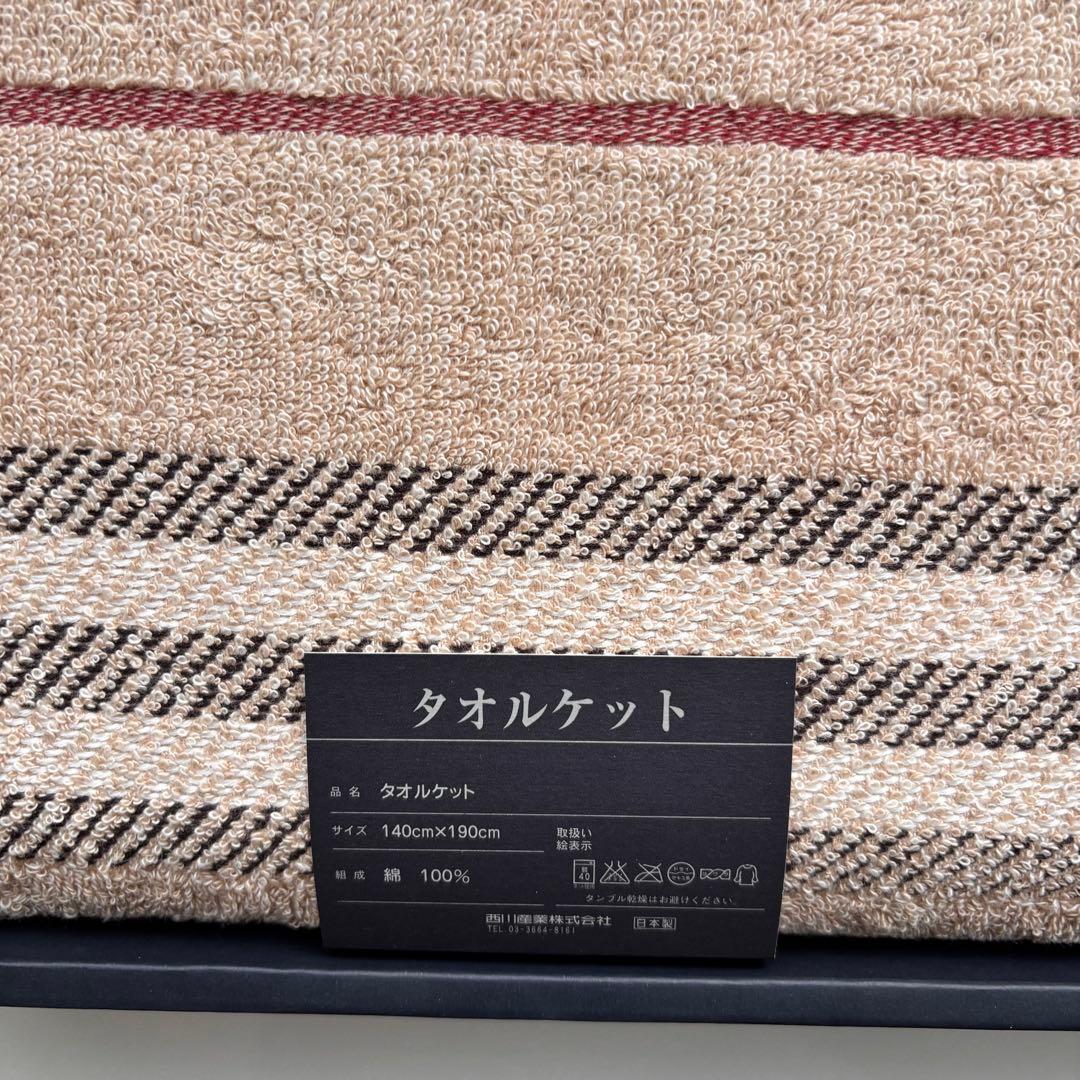 タオルケット
品名 タオルケット
サイズ 140cm×190cm
組成 綿 100%
取扱い
絵表示
40
タンブル乾燥はお避けください。
西川産業株式会社 日本製
TEL.03-3664-8161